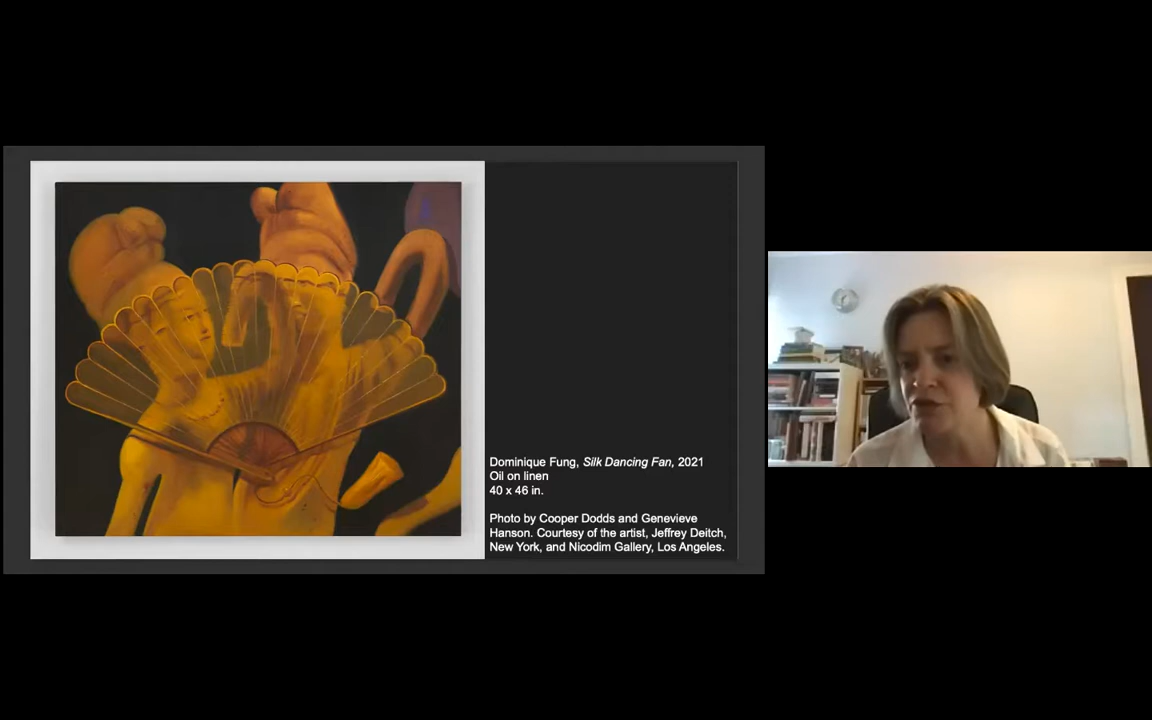 Dominique Fung, Silk Dancing Fan, 2021
Oil on linen
40 x 46 in.
Photo by Cooper Dodds and Genevieve
Hanson. Courtesy of the artist, Jeffrey Deitch,
New York, and Nicodim Gallery, Los Angeles.